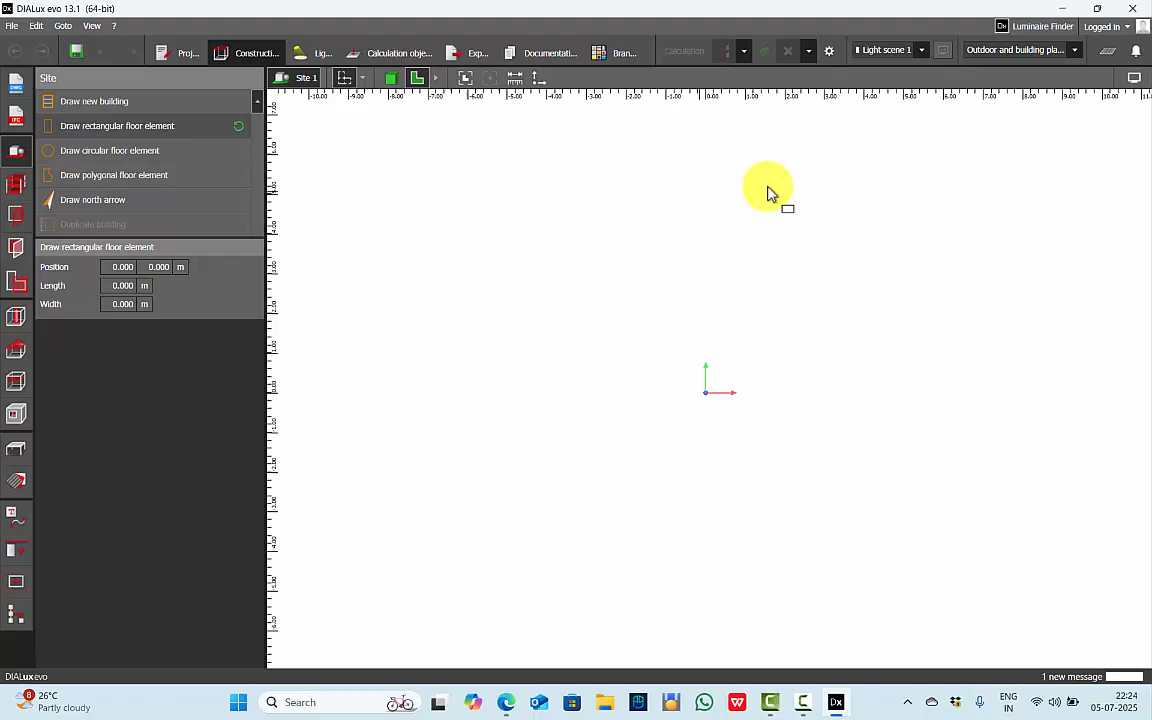 DIALux evo 13.1 (64-bit)
File Edit Goto View ?
Luminaire Finder Logged in
Proj... Constructi... Lig... Calculation obje... Exp... Documentati... Bran... Calculation Light scene 1 Outdoor and building pla...
Site
Site 1
Draw new building
Draw rectangular floor element
Draw circular floor element
Draw polygonal floor element
Draw north arrow
Duplicate building
Draw rectangular floor element
Position 0.000 0.000 m
Length 0.000 m
Width 0.000 m
DIALux evo
1 new message
26°C
Partly cloudy
Search
ENG
IN
22:24
05-07-2025